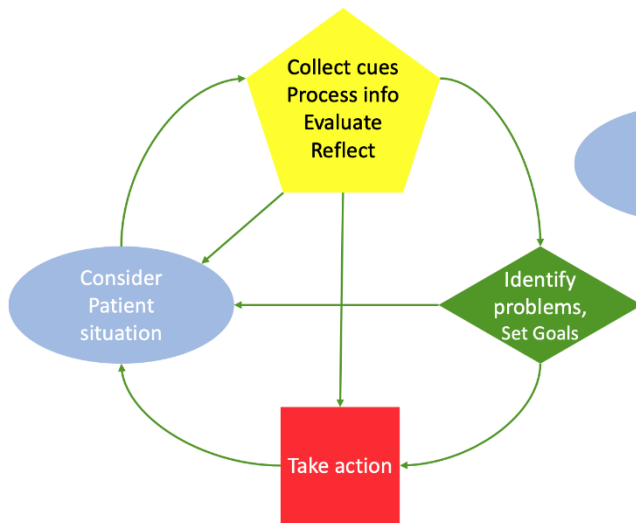 Collect cues
Process info
Evaluate
Reflect
Consider
Patient
situation
Identify
problems,
Set Goals
Take action